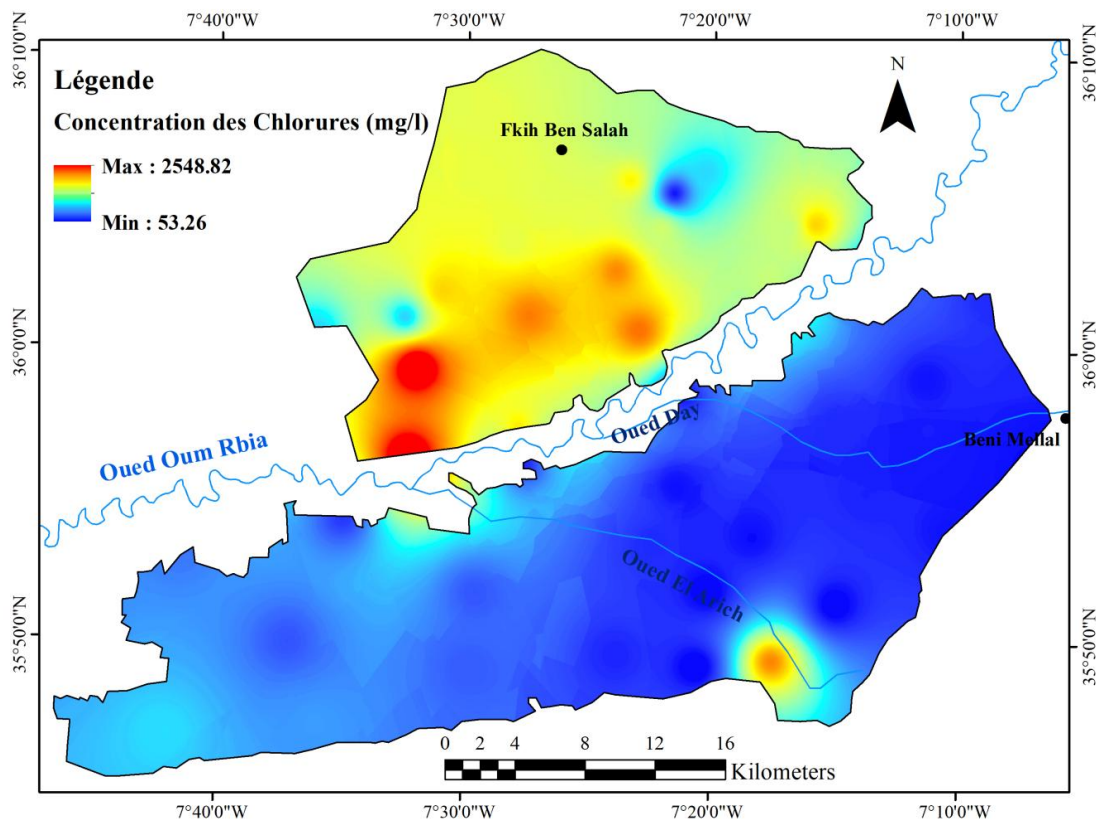 7°40'0"W 7°30'0"W 7°20'0"W 7°10'0"W
36°10'0"N
36°10'0"N
N
Légende
Concentration des Chlorures (mg/l)
Max : 2548.82
Min : 53.26
Fkih Ben Salah
36°0'0"N
36°0'0"N
Oued Day
Beni Mellal
Oued Oum Rbia
Oued El Arich
35°50'0"N
35°50'0"N
0 2 4 8 12 16
Kilometers
7°40'0"W 7°30'0"W 7°20'0"W 7°10'0"W